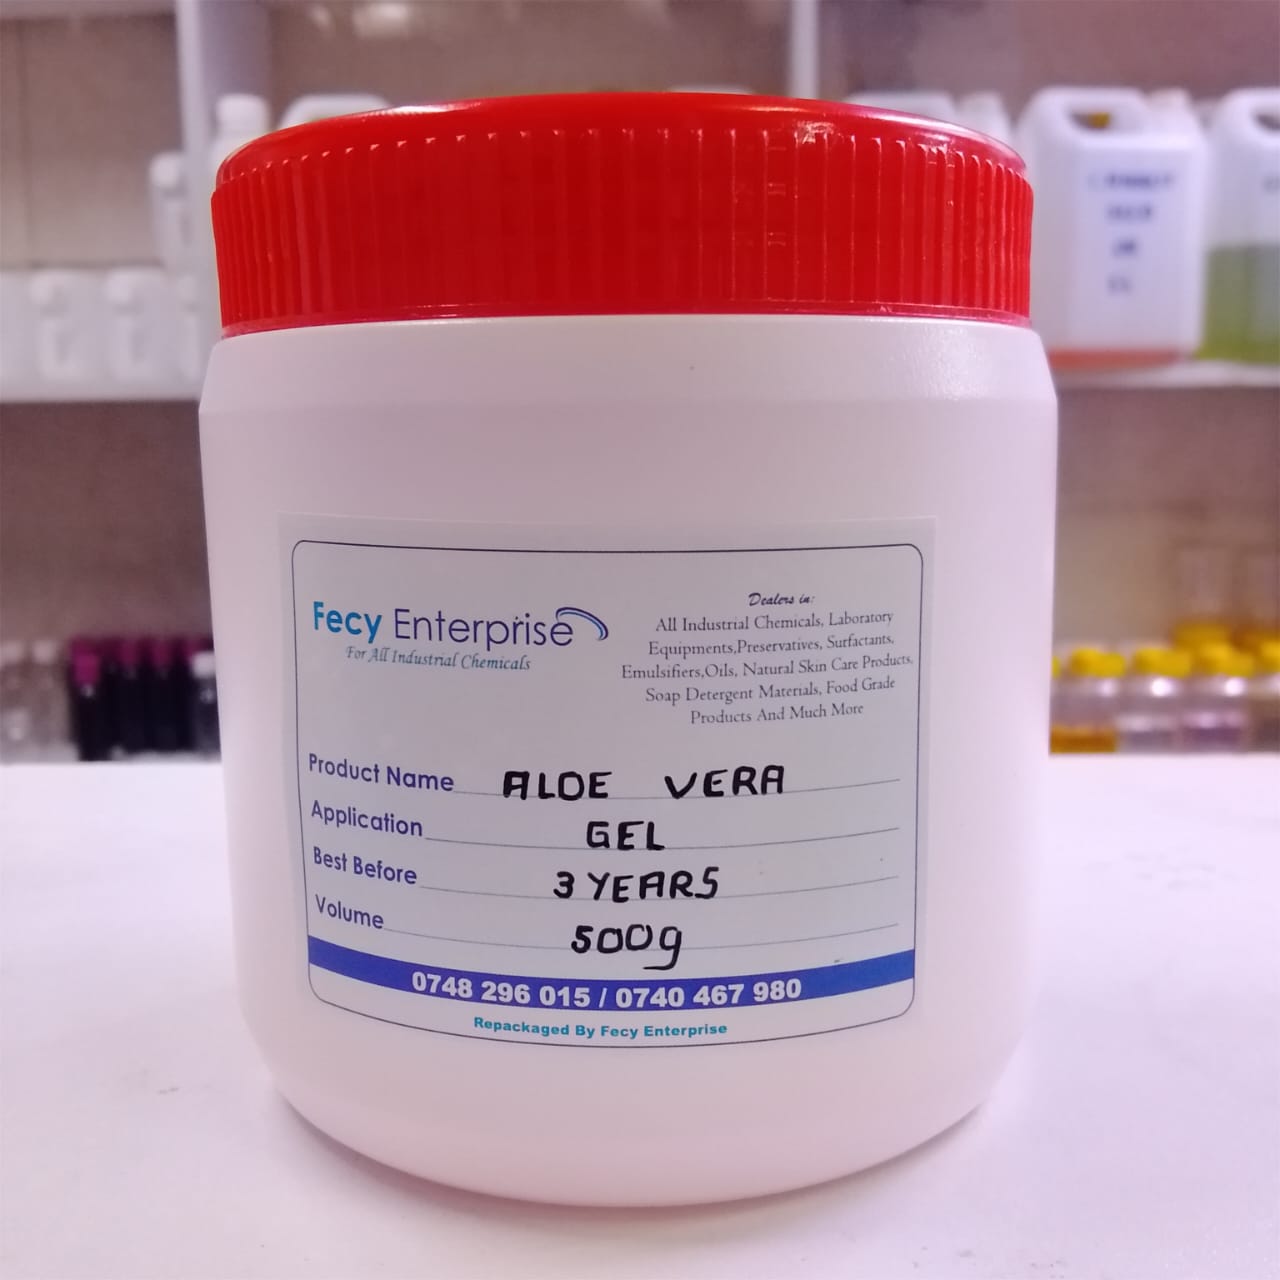 Fecy Enterprise
For All Industrial Chemicals
Dealers in:
All Industrial Chemicals, Laboratory
Equipments,Preservatives, Surfactants,
Emulsifiers,Oils, Natural Skin Care Products,
Soap Detergent Materials, Food Grade
Products And Much More
Product Name ALOE VERA
Application GEL
Best Before 3 YEARS
Volume 500g
0748 296 015 / 0740 467 980
Repackaged By Fecy Enterprise